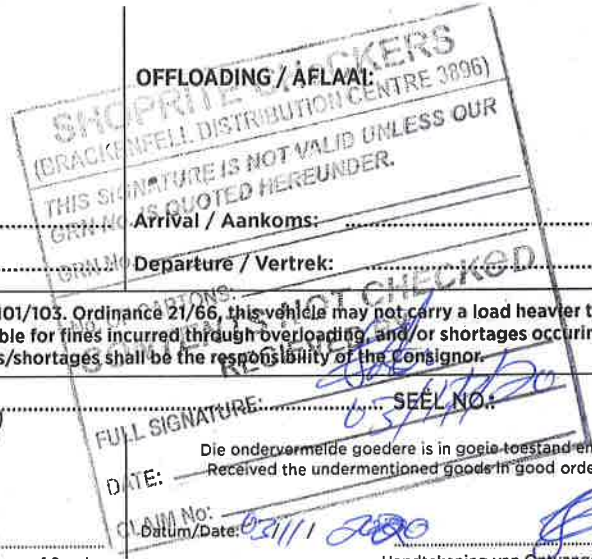 OFFLOADING / AFLAAI:
SHOPRITE CHECKERS
(BRACKENFELL DISTRIBUTION CENTRE 3896)
THIS SIGNATURE IS NOT VALID UNLESS OUR
GRN No. IS QUOTED HEREUNDER.
Arrival / Aankoms:
GRN No.
Departure / Vertrek:
No. OF CARTONS:
101/103. Ordinance 21/66, this vehicle may not carry a load heavier
CONTENTS NOT CHECKED
ble for fines incurred through overloading, and/or shortages occurin
s/shortages shall be the responsibility of the Consignor.
FULL SIGNATURE:
SEËL NO.:
Die ondervermelde goedere is in goeie toestand en
Received the undermentioned goods in good orde
DATE:
CLAIM No:
Datum/Date: